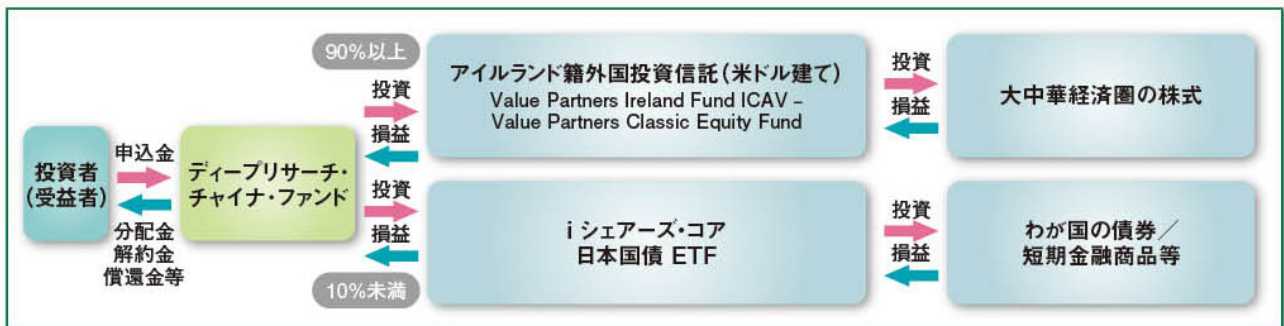 投資者
(受益者)
申込金
分配金
解約金
償還金等
ディープリサーチ・
チャイナ・ファンド
90%以上
投資
損益
アイルランド籍外国投資信託(米ドル建て)
Value Partners Ireland Fund ICAV –
Value Partners Classic Equity Fund
投資
損益
大中華経済圏の株式
投資
損益
10%未満
i シェアーズ・コア
日本国債 ETF
投資
損益
わが国の債券/
短期金融商品等